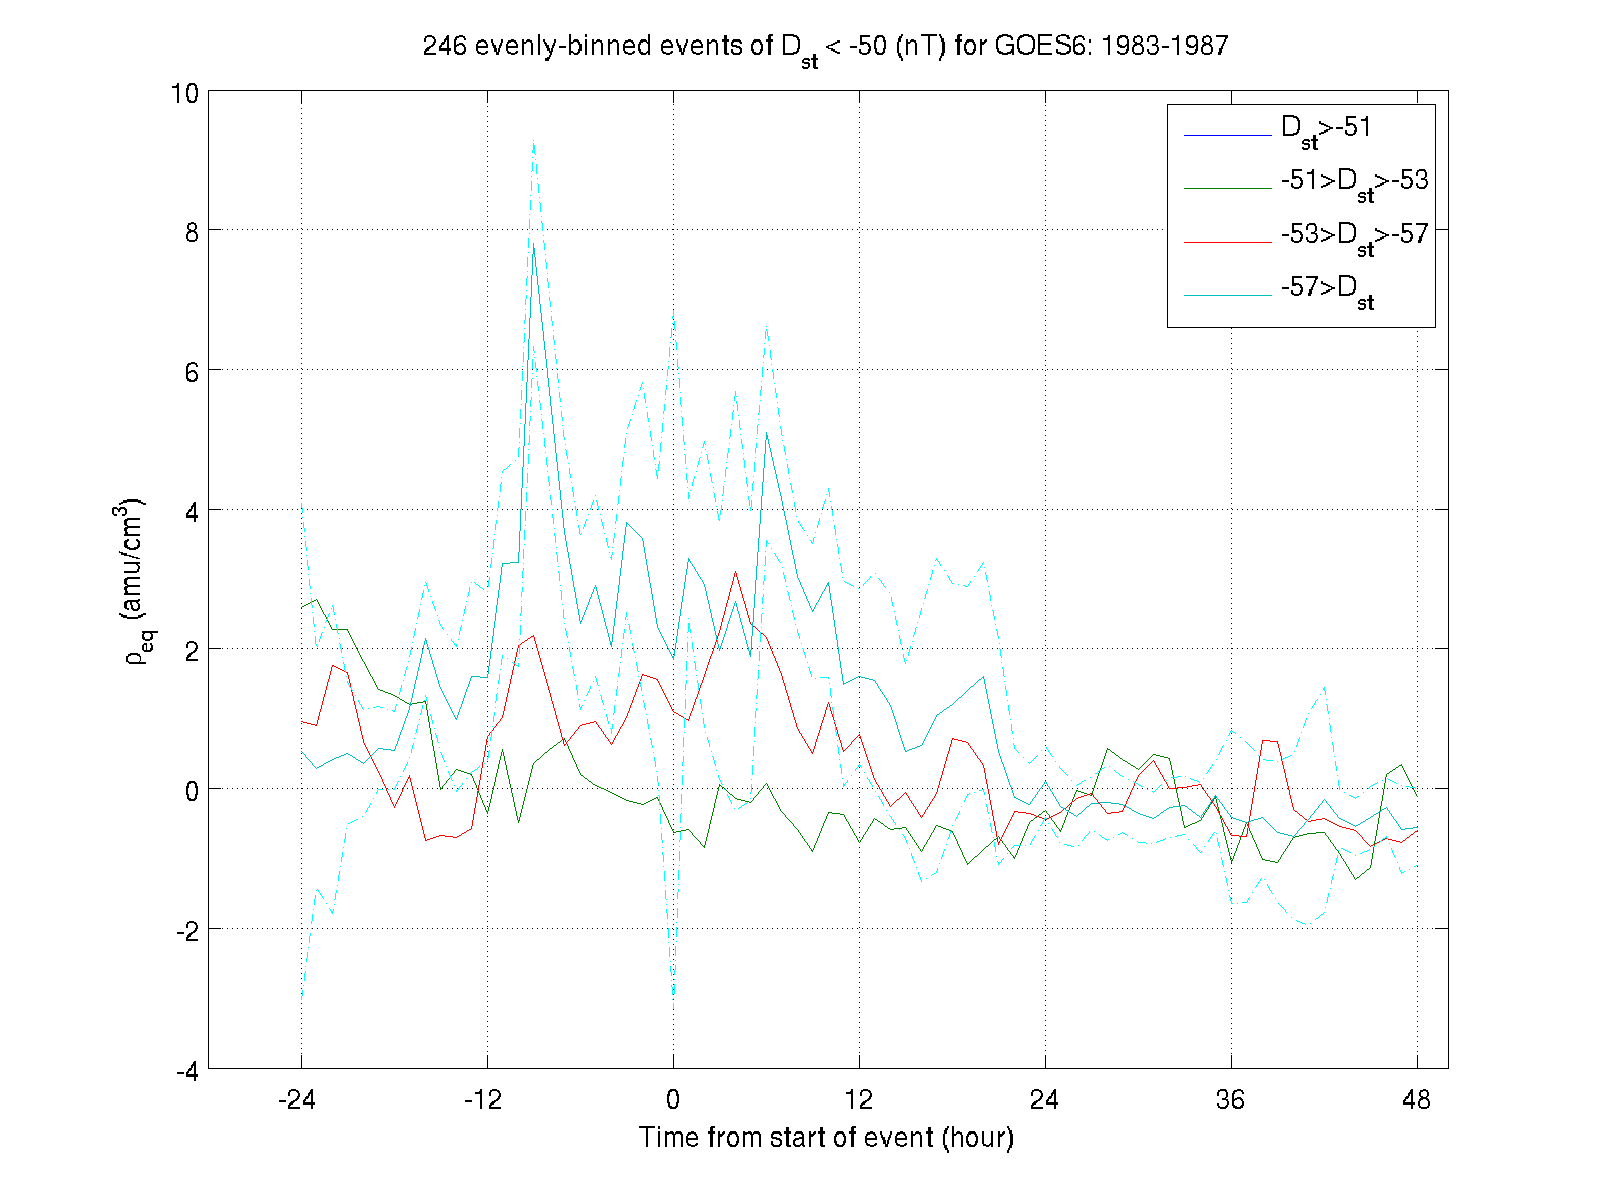 246 evenly-binned events of Dst < -50 (nT) for GOES6: 1983-1987
10
8
6
4
2
0
-2
-4
ρeq (amu/cm3)
Dst>-51
-51>Dst>-53
-53>Dst>-57
-57>Dst
-24 -12 0 12 24 36 48
Time from start of event (hour)